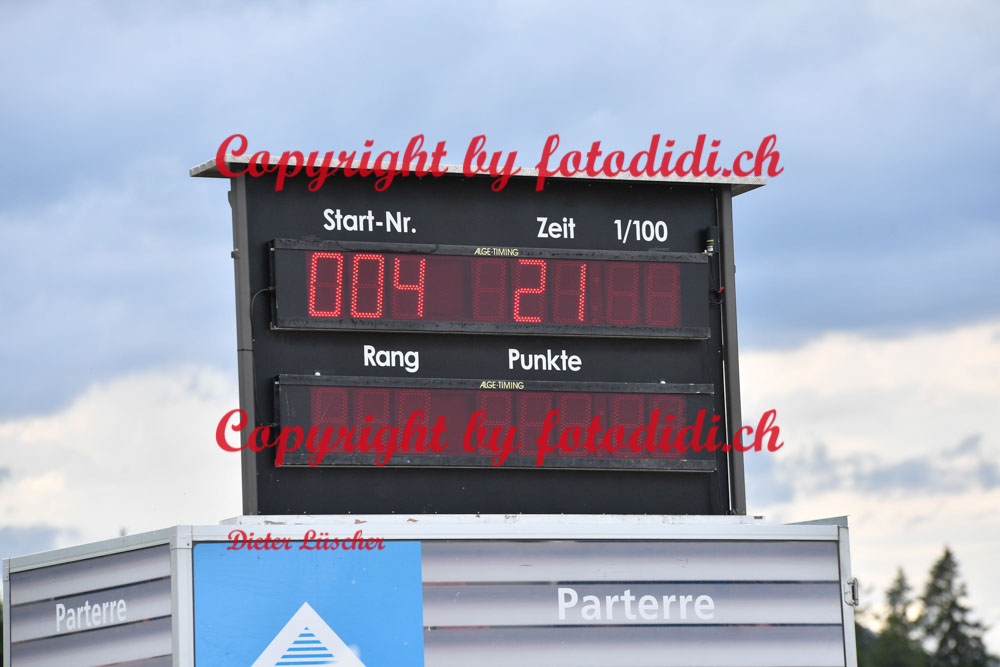 Copyright by fotodidi.ch
Start-Nr. Zeit 1/100
ALGE-TIMING
004 21
Rang Punkte
ALGE-TIMING
Copyright by fotodidi.ch
Dieter Lüscher
Parterre Parterre